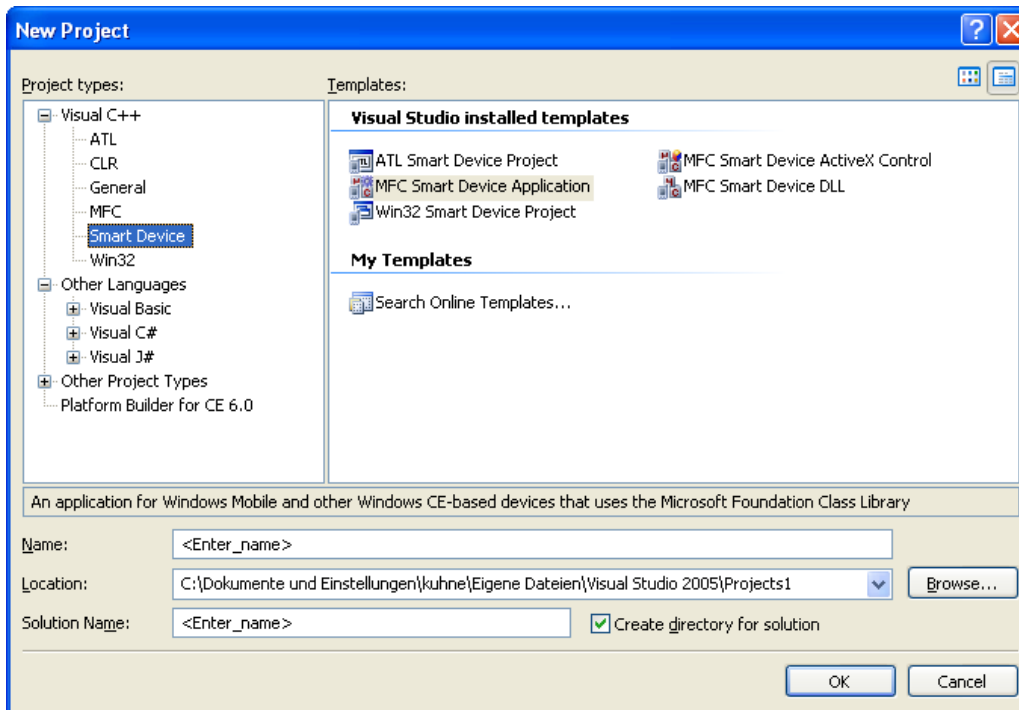 New Project
Project types:
Templates:
Visual C++
ATL
CLR
General
MFC
Smart Device
Win32
Other Languages
Visual Basic
Visual C#
Visual J#
Other Project Types
Platform Builder for CE 6.0
Visual Studio installed templates
ATL Smart Device Project
MFC Smart Device ActiveX Control
MFC Smart Device Application
MFC Smart Device DLL
Win32 Smart Device Project
My Templates
Search Online Templates...
An application for Windows Mobile and other Windows CE-based devices that uses the Microsoft Foundation Class Library
Name: <Enter_name>
Location: C:\Dokumente und Einstellungen\kuhne\Eigene Dateien\Visual Studio 2005\Projects1 Browse...
Solution Name: <Enter_name> Create directory for solution
OK Cancel